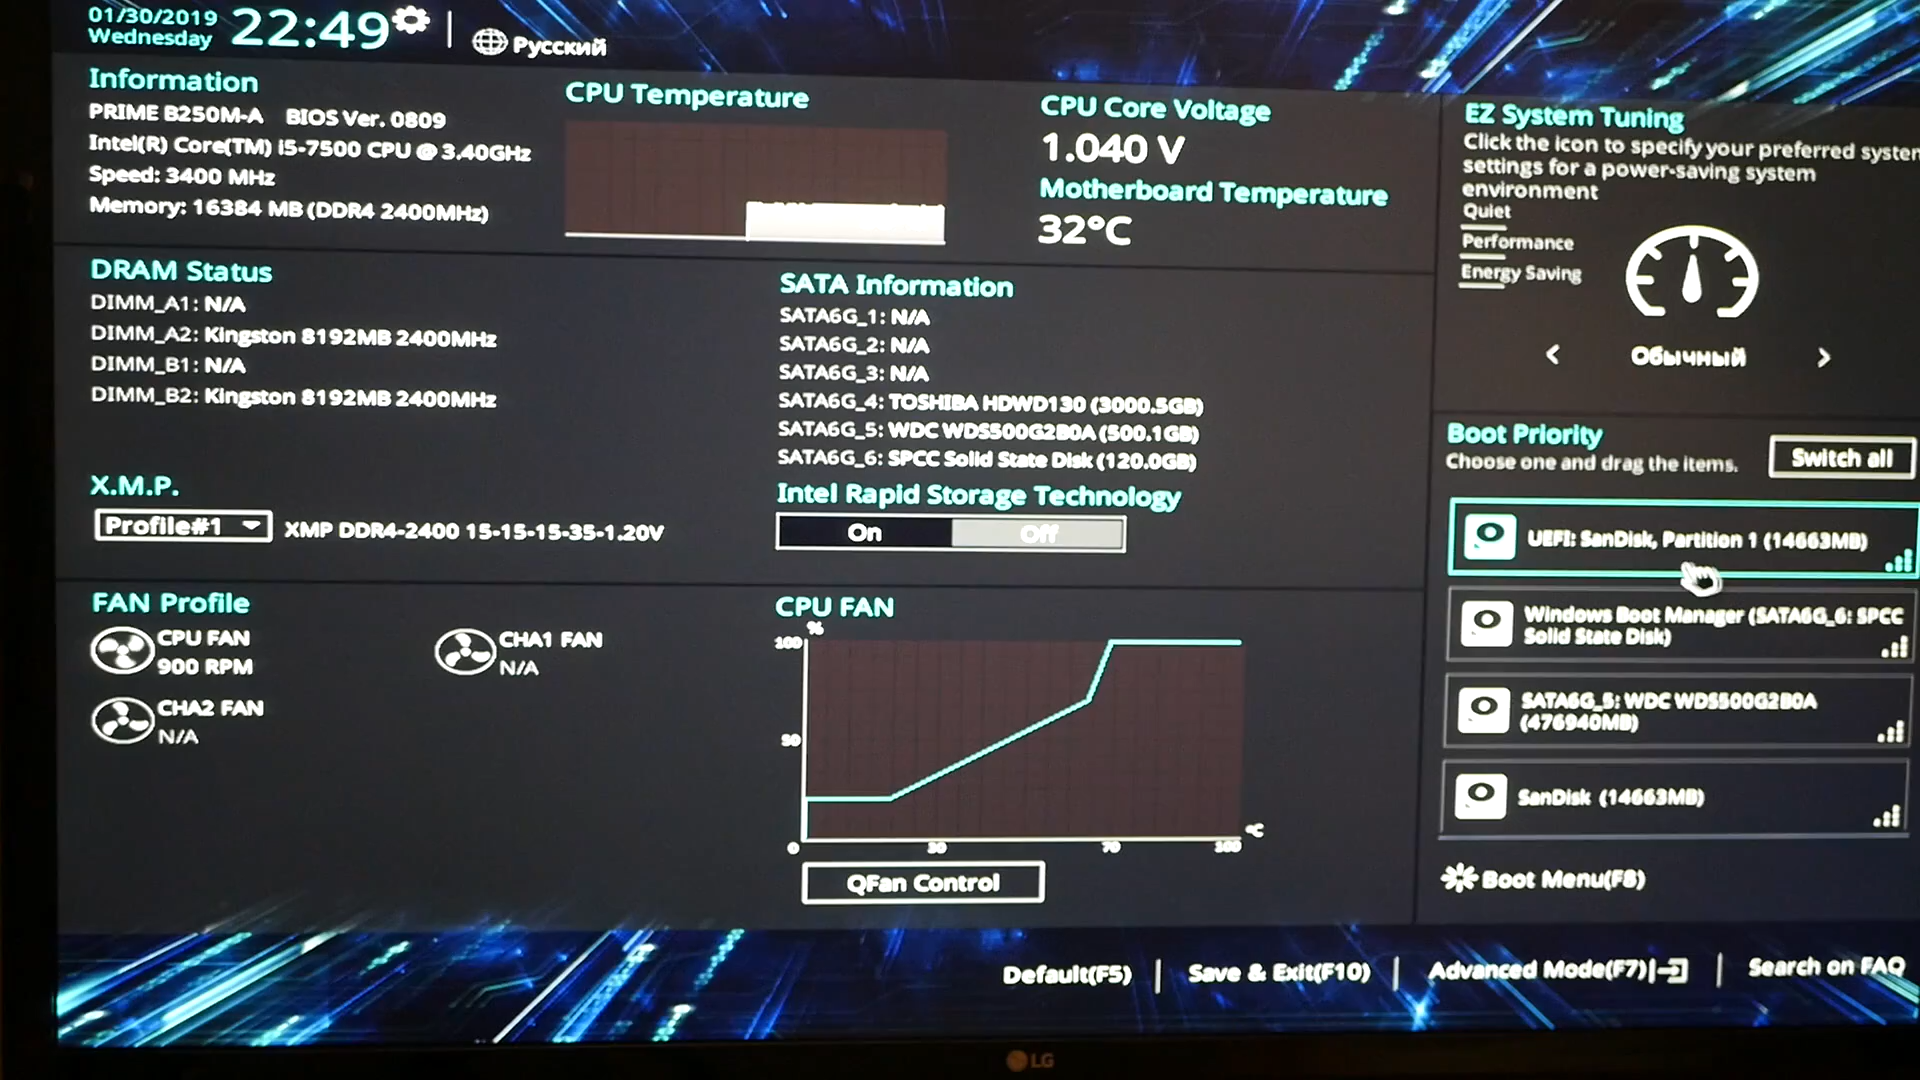 01/30/2019
Wednesday
22:49
Русский
Information
PRIME B250M-A BIOS Ver. 0809
Intel(R) Core(TM) i5-7500 CPU @ 3.40GHz
Speed: 3400 MHz
Memory: 16384 MB (DDR4 2400MHz)
CPU Temperature
CPU Core Voltage
1.040 V
Motherboard Temperature
32°C
EZ System Tuning
Click the icon to specify your preferred system
settings for a power-saving system
environment
Quiet
Performance
Energy Saving
Обычный
DRAM Status
DIMM_A1: N/A
DIMM_A2: Kingston 8192MB 2400MHz
DIMM_B1: N/A
DIMM_B2: Kingston 8192MB 2400MHz
SATA Information
SATA6G_1: N/A
SATA6G_2: N/A
SATA6G_3: N/A
SATA6G_4: TOSHIBA HDWD130 (3000.5GB)
SATA6G_5: WDC WDS500G2B0A (500.1GB)
SATA6G_6: SPCC Solid State Disk (120.0GB)
X.M.P.
Profile#1 XMP DDR4-2400 15-15-15-35-1.20V
Intel Rapid Storage Technology
On Off
Boot Priority
Choose one and drag the items.
Switch all
UEFI: SanDisk, Partition 1 (14663MB)
Windows Boot Manager (SATA6G_6: SPCC
Solid State Disk)
SATA6G_5: WDC WDS500G2B0A
(476940MB)
SanDisk (14663MB)
Boot Menu(F8)
FAN Profile
CPU FAN
900 RPM
CHA1 FAN
N/A
CHA2 FAN
N/A
CPU FAN
%
100
50
0 30 70 100
°C
QFan Control
Default(F5) | Save & Exit(F10) | Advanced Mode(F7) | Search on FAQ
LG